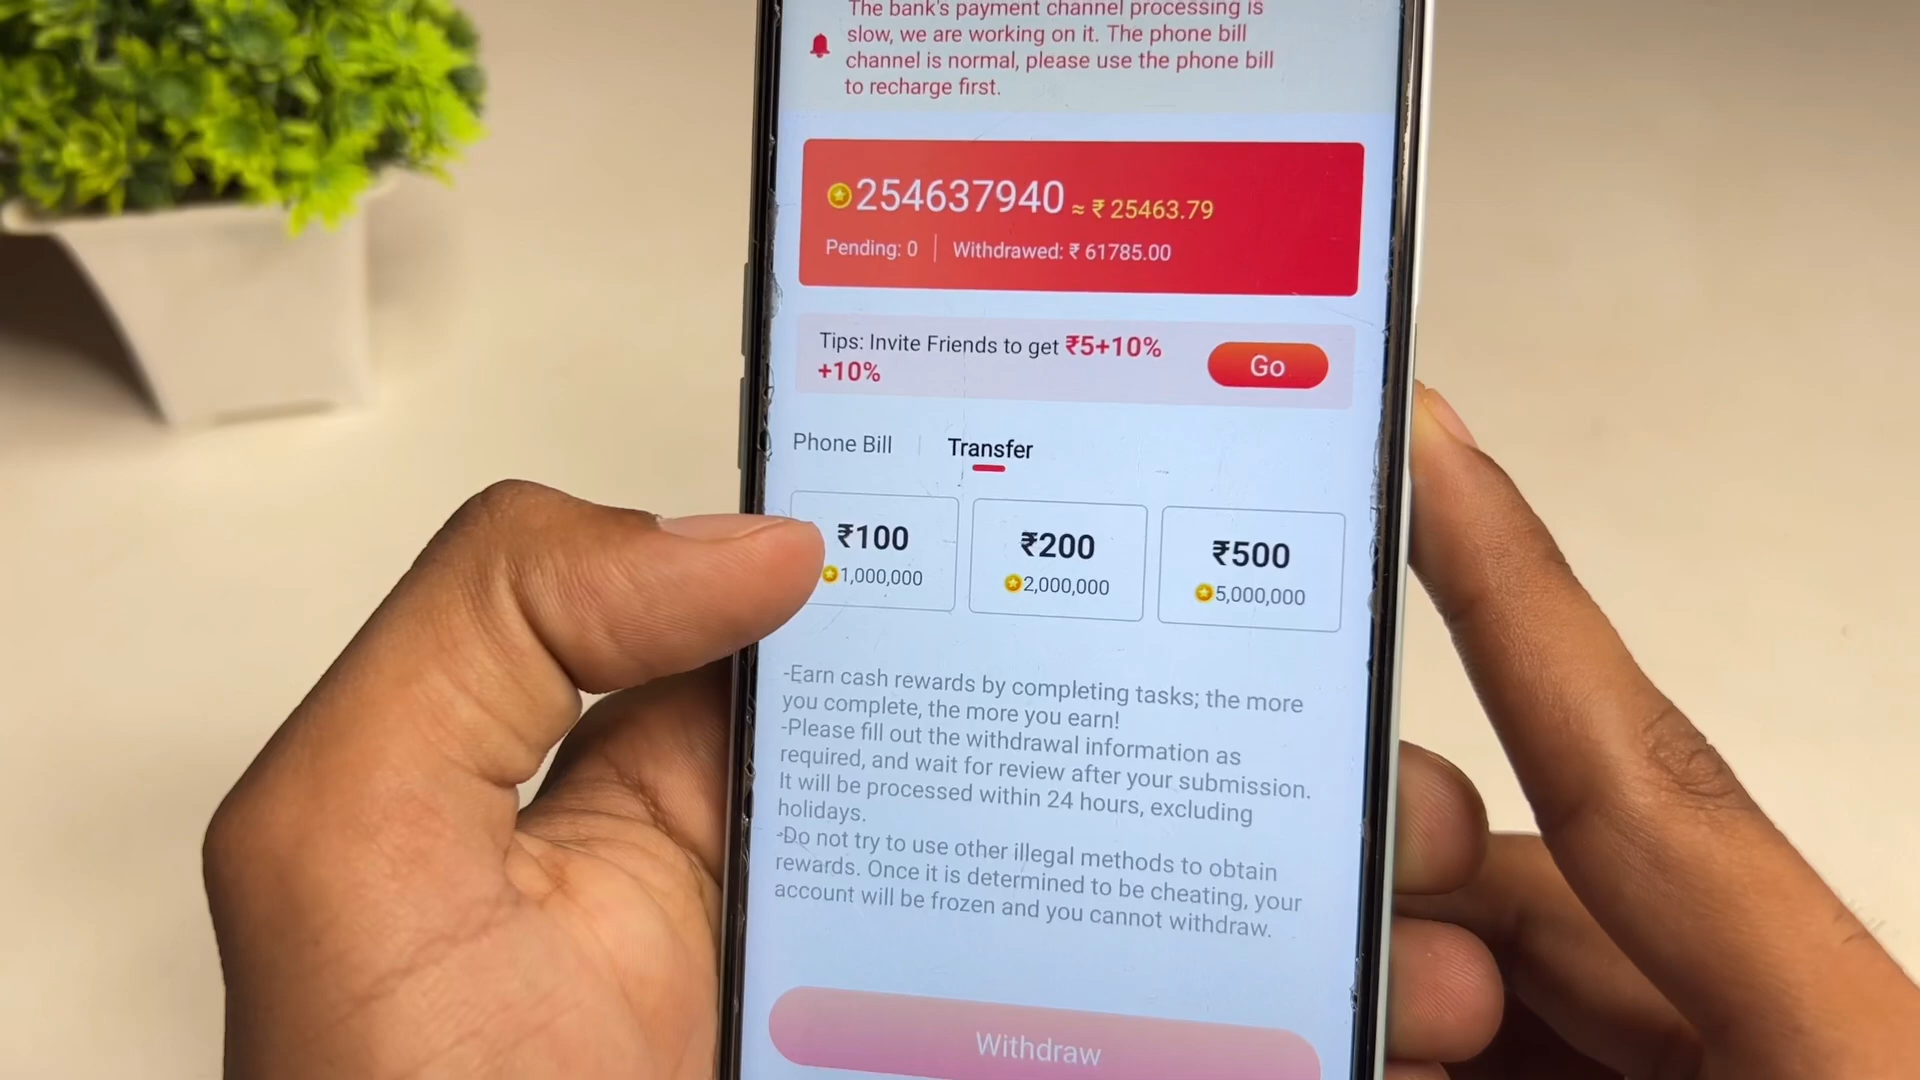 The bank's payment channel processing is
slow, we are working on it. The phone bill
channel is normal, please use the phone bill
to recharge first.
254637940 ≈ ₹ 25463.79
Pending: 0 | Withdrawed: ₹ 61785.00
Tips: Invite Friends to get ₹5+10%
+10%
Go
Phone Bill | Transfer
₹100 ₹200 ₹500
1,000,000 2,000,000 5,000,000
-Earn cash rewards by completing tasks; the more
you complete, the more you earn!
-Please fill out the withdrawal information as
required, and wait for review after your submission.
It will be processed within 24 hours, excluding
holidays.
-Do not try to use other illegal methods to obtain
rewards. Once it is determined to be cheating, your
account will be frozen and you cannot withdraw.
Withdraw